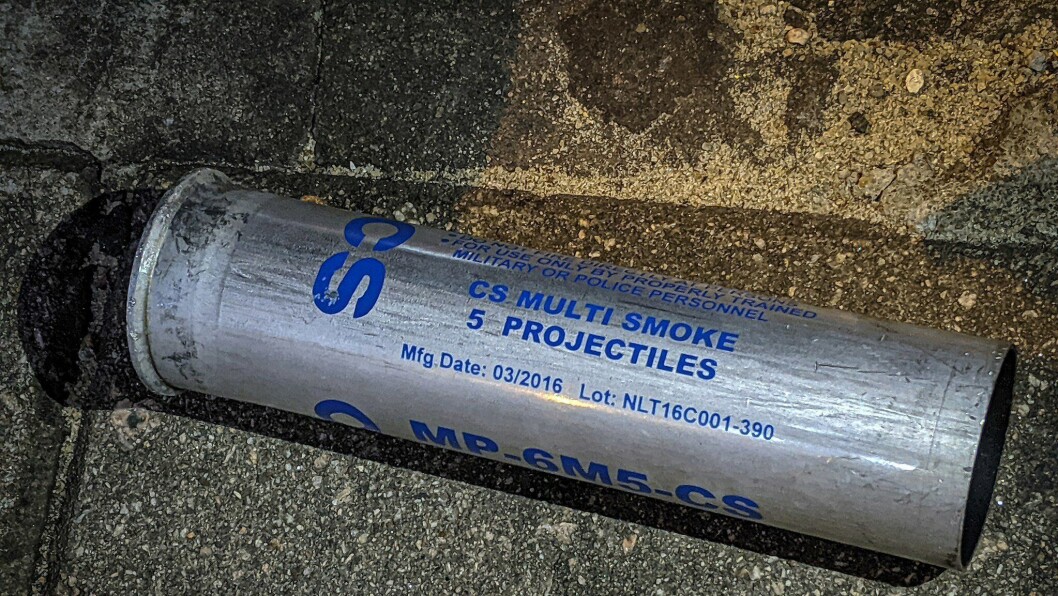 CS
• FOR USE ONLY BY PROPERLY TRAINED
MILITARY OR POLICE PERSONNEL
CS MULTI SMOKE
5 PROJECTILES
Mfg.Date: 03/2016 Lot: NLT16C001-390
MP-6M5-CS